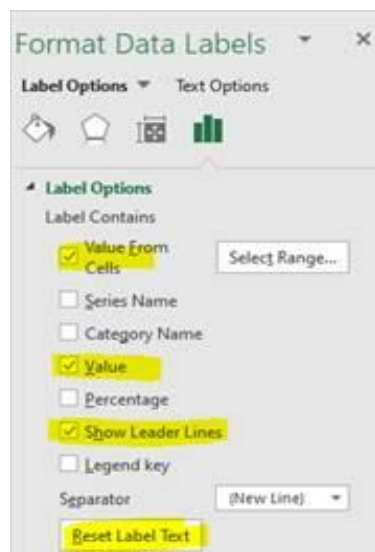 Format Data Labels
Label Options Text Options
Label Options
Label Contains
Value From
Cells
Select Range...
Series Name
Category Name
Value
Percentage
Show Leader Lines
Legend key
Separator (New Line)
Reset Label Text